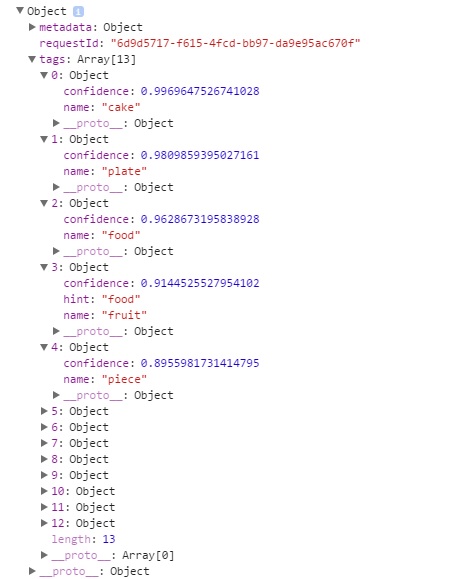 Object i
metadata: Object
requestId: "6d9d5717-f615-4fcd-bb97-da9e95ac670f"
tags: Array[13]
0: Object
confidence: 0.9969647526741028
name: "cake"
__proto__: Object
1: Object
confidence: 0.9809859395027161
name: "plate"
__proto__: Object
2: Object
confidence: 0.9628673195838928
name: "food"
__proto__: Object
3: Object
confidence: 0.9144525527954102
hint: "food"
name: "fruit"
__proto__: Object
4: Object
confidence: 0.8955981731414795
name: "piece"
__proto__: Object
5: Object
6: Object
7: Object
8: Object
9: Object
10: Object
11: Object
12: Object
length: 13
__proto__: Array[0]
__proto__: Object